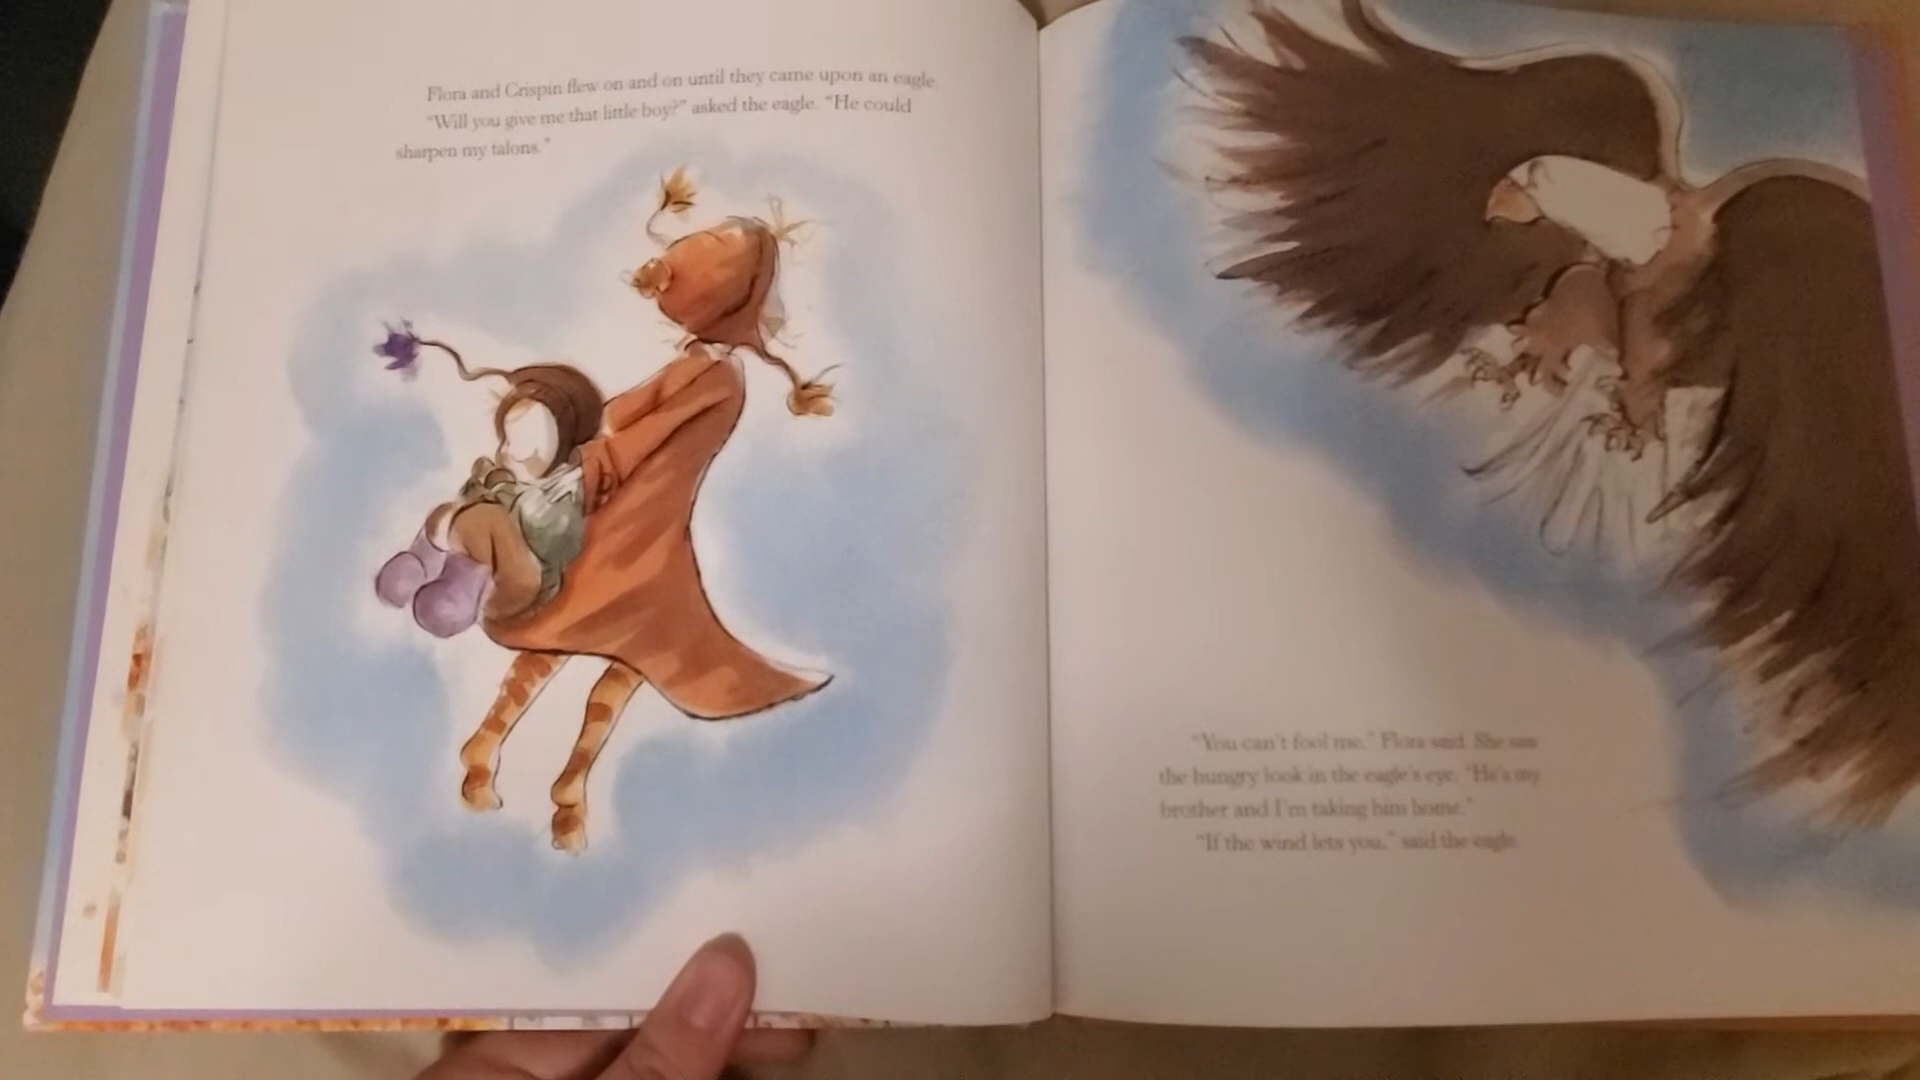 Flora and Crispin flew on and on until they came upon an eagle.
"Will you give me that little boy?" asked the eagle. "He could
sharpen my talons."
"You can't fool me," Flora said. She saw
the hungry look in the eagle's eye. "He's my
brother and I'm taking him home."
"If the wind lets you," said the eagle.